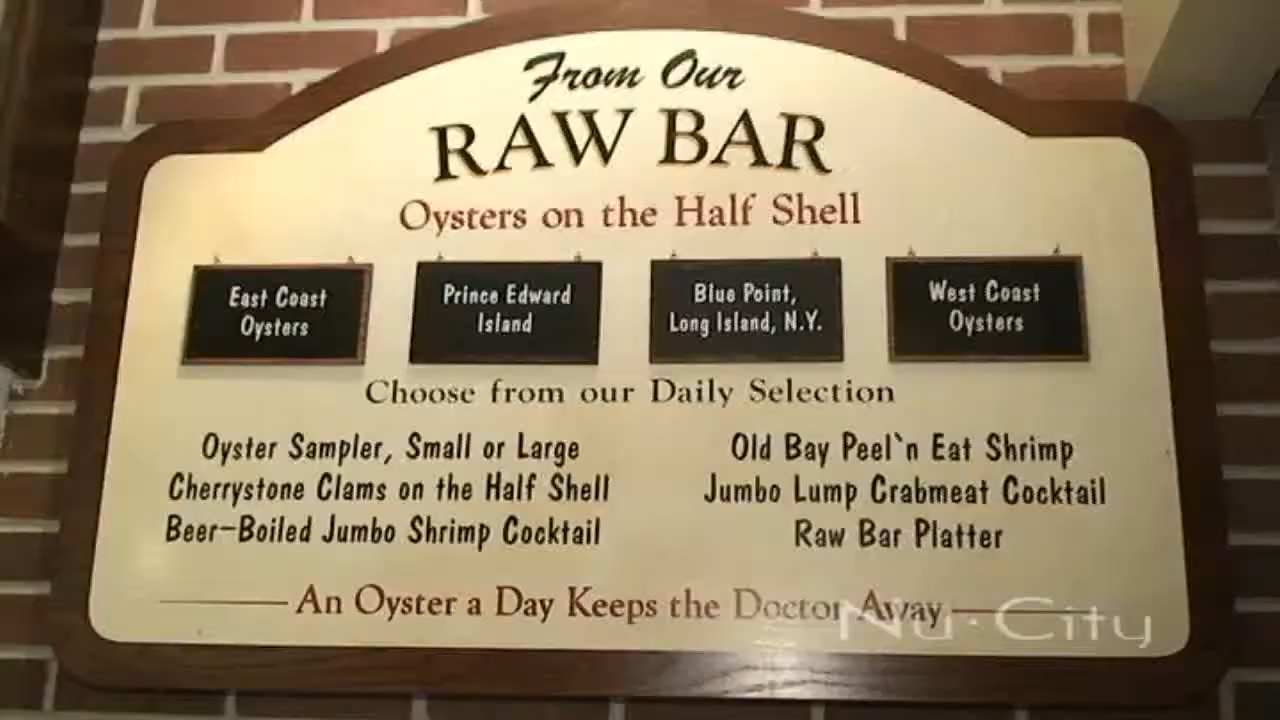 From Our
RAW BAR
Oysters on the Half Shell
East Coast
Oysters
Prince Edward
Island
Blue Point,
Long Island, N.Y.
West Coast
Oysters
Choose from our Daily Selection
Oyster Sampler, Small or Large
Cherrystone Clams on the Half Shell
Beer-Boiled Jumbo Shrimp Cocktail
Old Bay Peel`n Eat Shrimp
Jumbo Lump Crabmeat Cocktail
Raw Bar Platter
An Oyster a Day Keeps the Doctor Away
Nu·City